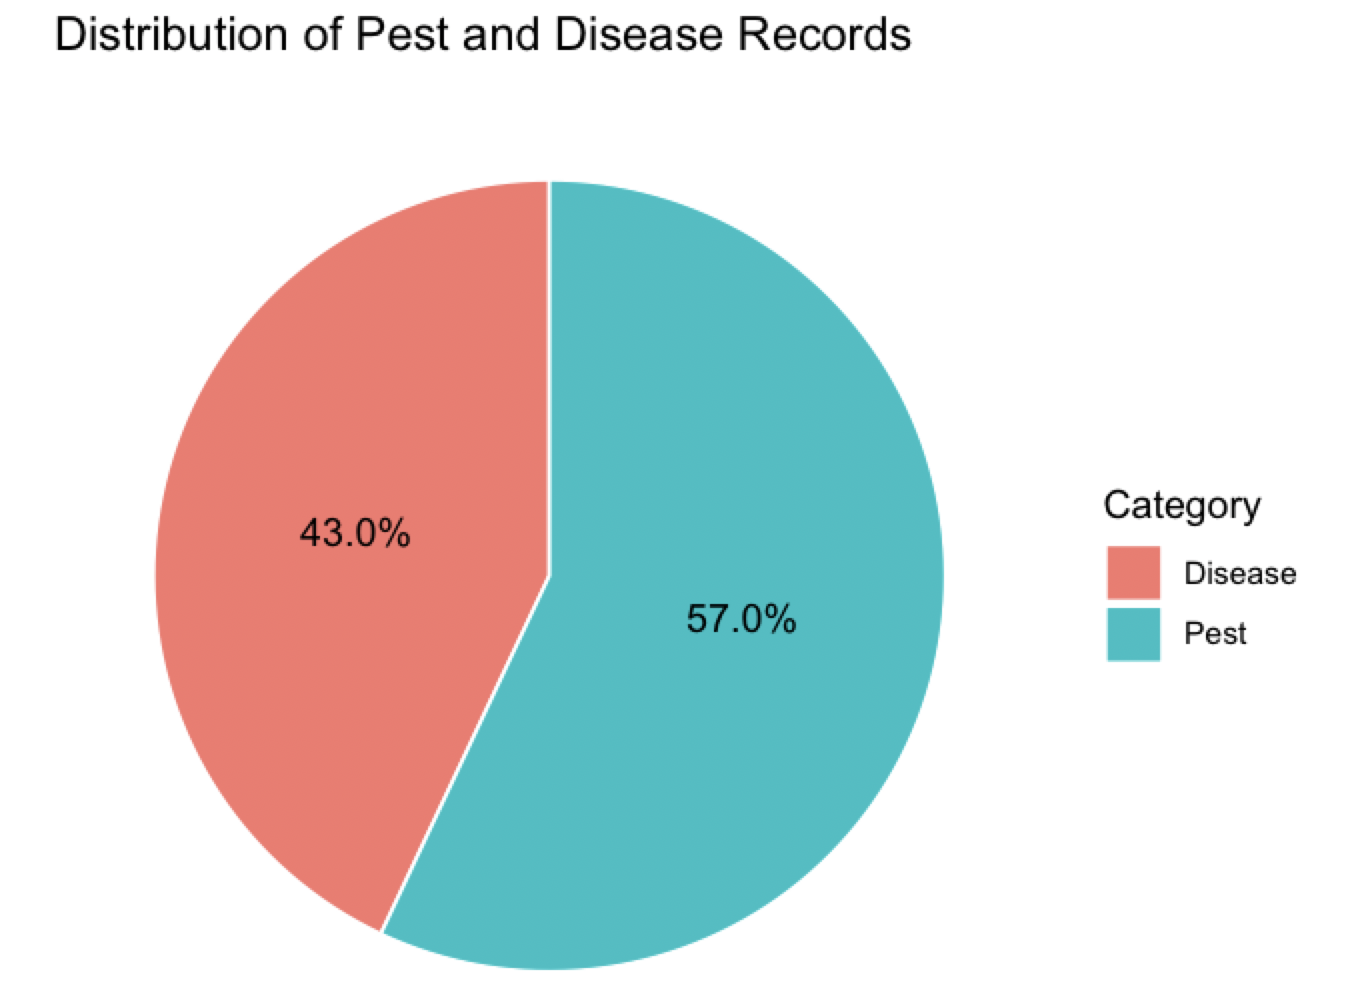 Distribution of Pest and Disease Records
43.0%
57.0%
Category
Disease
Pest